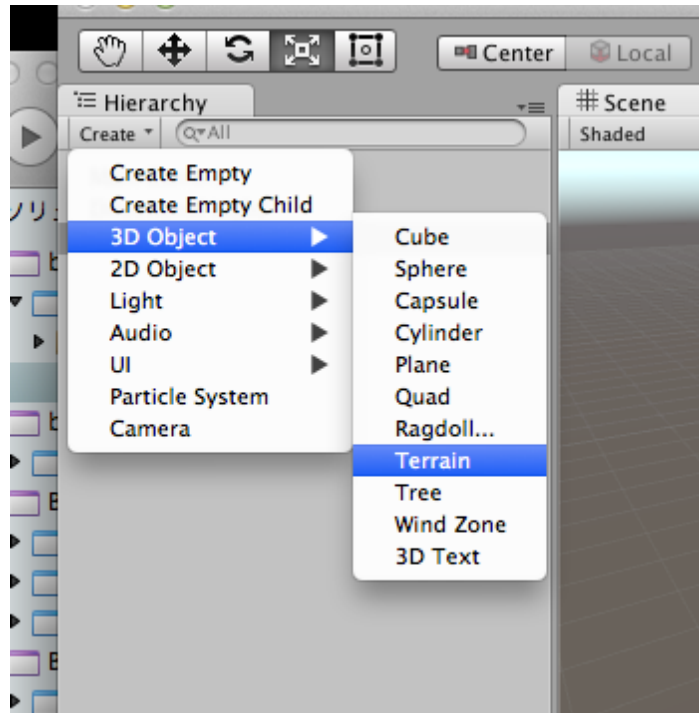 Center
Local
Hierarchy
Scene
Create
All
Shaded
Create Empty
Create Empty Child
3D Object
2D Object
Light
Audio
UI
Particle System
Camera
Cube
Sphere
Capsule
Cylinder
Plane
Quad
Ragdoll...
Terrain
Tree
Wind Zone
3D Text
ソリュ